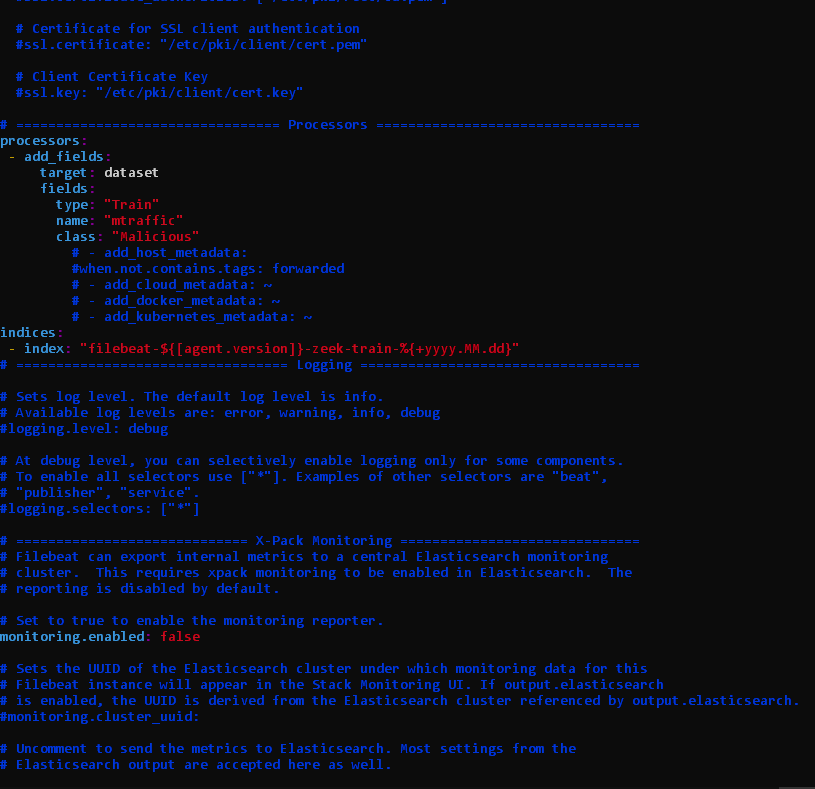 # Certificate for SSL client authentication
  #ssl.certificate: "/etc/pki/client/cert.pem"
  # Client Certificate Key
  #ssl.key: "/etc/pki/client/cert.key"
# ================================= Processors =================================
processors:
 - add_fields:
     target: dataset
     fields:
       type: "Train"
       name: "mtraffic"
       class: "Malicious"
         # - add_host_metadata:
         #when.not.contains.tags: forwarded
         # - add_cloud_metadata: ~
         # - add_docker_metadata: ~
         # - add_kubernetes_metadata: ~
indices:
 - index: "filebeat-${[agent.version]}-zeek-train-%{+yyyy.MM.dd}"
# ================================== Logging ===================================
# Sets log level. The default log level is info.
# Available log levels are: error, warning, info, debug
#logging.level: debug
# At debug level, you can selectively enable logging only for some components.
# To enable all selectors use ["*"]. Examples of other selectors are "beat",
# "publisher", "service".
#logging.selectors: ["*"]
# ============================= X-Pack Monitoring ==============================
# Filebeat can export internal metrics to a central Elasticsearch monitoring
# cluster.  This requires xpack monitoring to be enabled in Elasticsearch.  The
# reporting is disabled by default.
# Set to true to enable the monitoring reporter.
monitoring.enabled: false
# Sets the UUID of the Elasticsearch cluster under which monitoring data for this
# Filebeat instance will appear in the Stack Monitoring UI. If output.elasticsearch
# is enabled, the UUID is derived from the Elasticsearch cluster referenced by output.elasticsearch.
#monitoring.cluster_uuid:
# Uncomment to send the metrics to Elasticsearch. Most settings from the
# Elasticsearch output are accepted here as well.